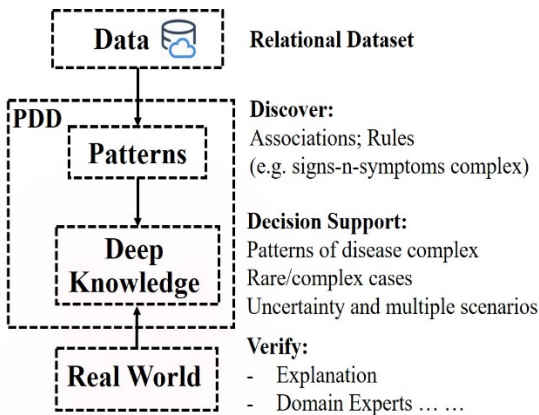 Data
Relational Dataset
PDD
Patterns
Discover:
Associations; Rules
(e.g. signs-n-symptoms complex)
Deep
Knowledge
Decision Support:
Patterns of disease complex
Rare/complex cases
Uncertainty and multiple scenarios
Real World
Verify:
- Explanation
- Domain Experts … …